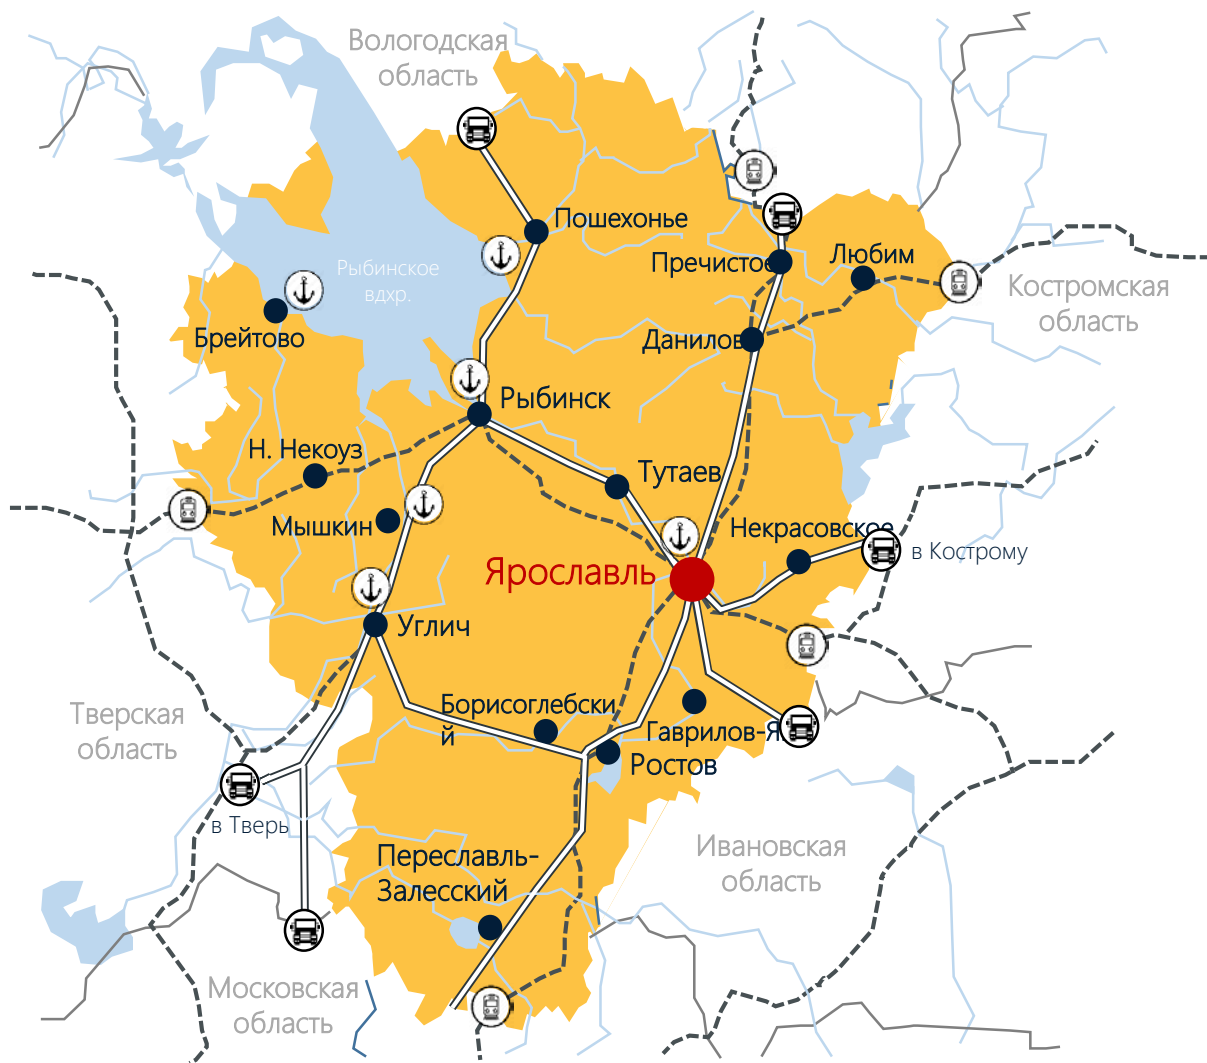 Вологодская
область
Пошехонье
Рыбинское
вдхр.
Пречистое
Любим
Костромская
область
Брейтово
Данилов
Рыбинск
Н. Некоуз
Тутаев
Мышкин
Некрасовское
в Кострому
Ярославль
Углич
Тверская
область
Борисоглебски
й
Гаврилов-Я
Ростов
в Тверь
Переславль-
Залесский
Ивановская
область
Московская
область